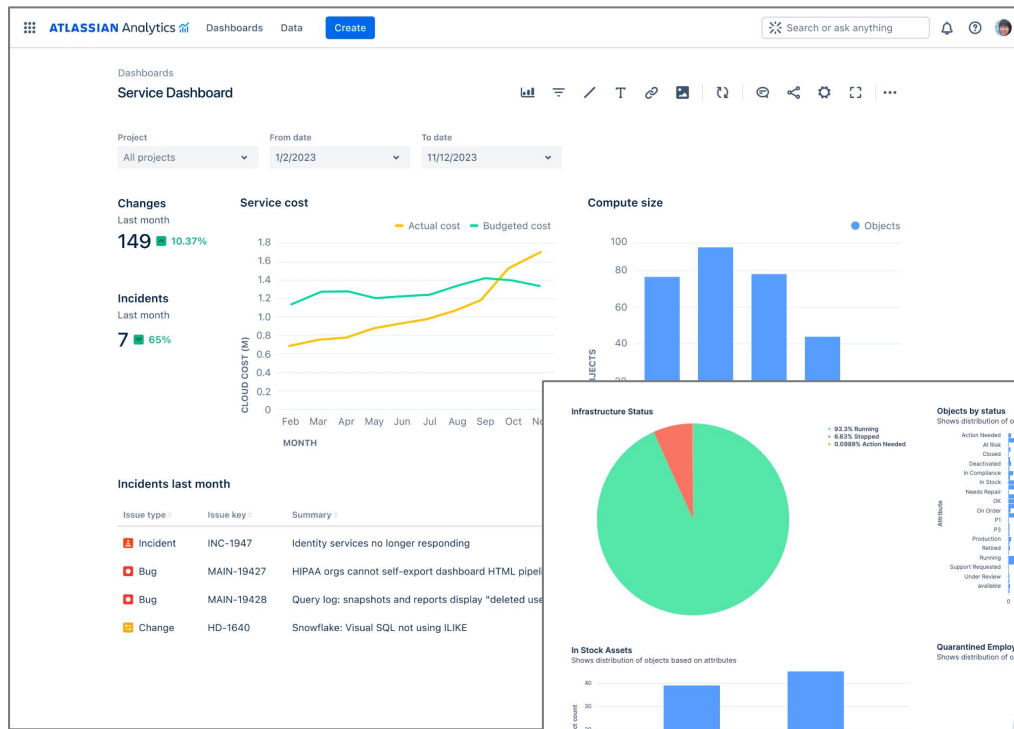 ATLASSIAN Analytics Dashboards Data Create Search or ask anything
Dashboards
Service Dashboard
Project From date To date
All projects 1/2/2023 11/12/2023
Changes
Last month
149 10.37%
Incidents
Last month
7 65%
Service cost
Actual cost Budgeted cost
1.8
1.6
1.4
1.2
1.0
0.8
0.6
0.4
0.2
0
CLOUD COST (M)
Feb Mar Apr May Jun Jul Aug Sep Oct
MONTH
Compute size
Objects
100
80
60
40
Incidents last month
Issue type Issue key Summary
Incident INC-1947 Identity services no longer responding
Bug MAIN-19427 HIPAA orgs cannot self-export dashboard HTML
Bug MAIN-19428 Query log: snapshots and reports display "deleted
Change HD-1640 Snowflake: Visual SQL not using ILIKE
Infrastructure Status
93.3% Running
6.63% Stopped
0.0989% Action Needed
Objects by status
Shows distribution of
Attribute
Action Needed
At Risk
Closed
Deactivated
In Compliance
In Stock
Needs Repair
OK
On Order
P1
P3
Production
Retired
Running
Support Requested
Under Review
available
0
In Stock Assets
Shows distribution of objects based on attributes
40
30
count
Quarantined
Shows distribution of